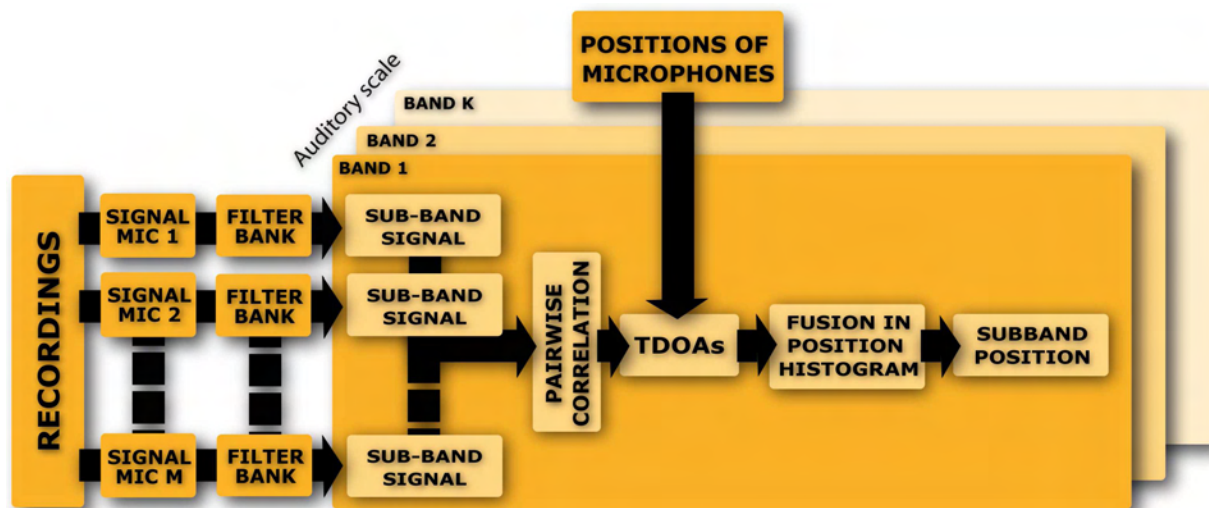 POSITIONS OF
MICROPHONES
Auditory scale
BAND K
BAND 2
BAND 1
RECORDINGS
SIGNAL
MIC 1
FILTER
BANK
SUB-BAND
SIGNAL
SIGNAL
MIC 2
FILTER
BANK
SUB-BAND
SIGNAL
PAIRWISE
CORRELATION
TDOAs
FUSION IN
POSITION
HISTOGRAM
SUBBAND
POSITION
SIGNAL
MIC M
FILTER
BANK
SUB-BAND
SIGNAL